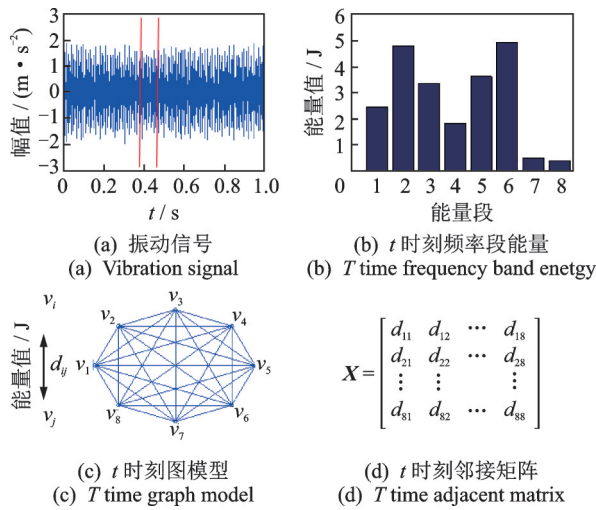 3
2
1
0
-1
-2
-3
幅值 / (m·s⁻²)
0 0.2 0.4 0.6 0.8 1.0
t / s
(a) 振动信号
(a) Vibration signal
6
5
4
3
2
1
能量值 / J
1 2 3 4 5 6 7 8
能量段
(b) t 时刻频率段能量
(b) T time frequency band enetgy
vᵢ
能量值 / J
dᵢⱼ
vⱼ
v₃
v₂ v₄
v₁ v₅
v₈ v₆
v₇
(c) t 时刻图模型
(c) T time graph model
d₁₁ d₁₂ ⋯ d₁₈
X = d₂₁ d₂₂ ⋯ d₂₈
⋮ ⋮ ⋮
d₈₁ d₈₂ ⋯ d₈₈
(d) t 时刻邻接矩阵
(d) T time adjacent matrix